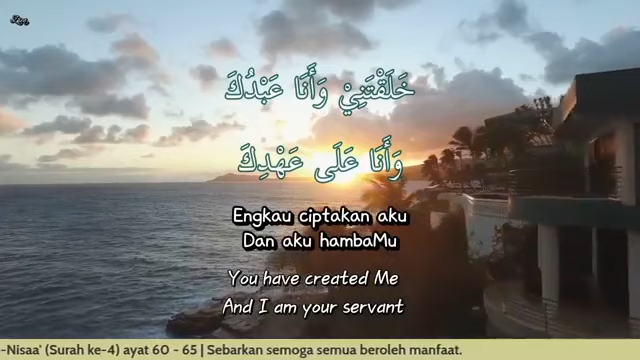 خَلَقْتَنِيْ وَأَنَا عَبْدُكَ
وَأَنَا عَلَى عَهْدِكَ
Engkau ciptakan aku
Dan aku hambaMu
You have created Me
And I am your servant
-Nisaa' (Surah ke-4) ayat 60 - 65 | Sebarkan semoga semua beroleh manfaat.